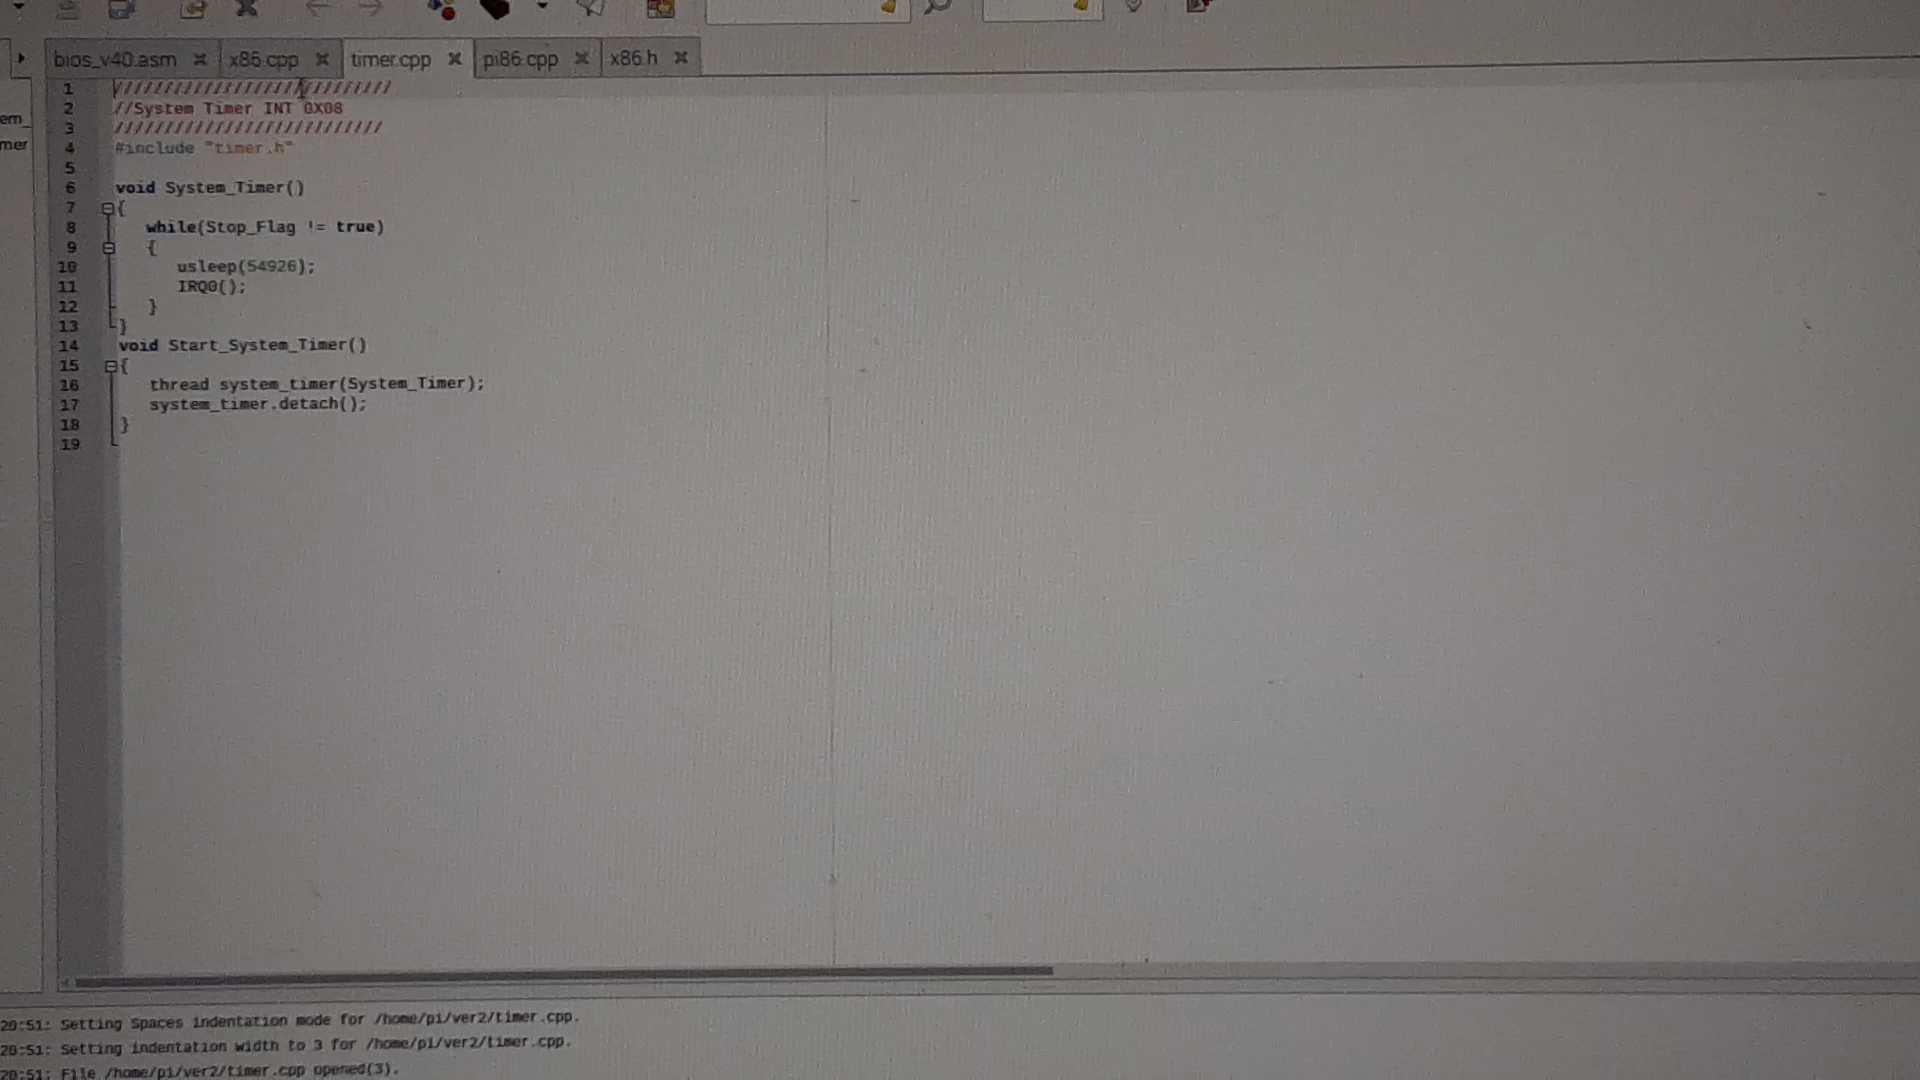 bios_v40.asm x86.cpp timer.cpp pi86.cpp x86.h
em_
mer
1 ////////////////////////////
2 //System Timer INT 0X08
3 ///////////////////////////
4 #include "timer.h"
5
6 void System_Timer()
7 {
8 while(Stop_Flag != true)
9 {
10 usleep(54926);
11 IRQ0();
12 }
13 }
14 void Start_System_Timer()
15 {
16 thread system_timer(System_Timer);
17 system_timer.detach();
18 }
19
20:51: Setting Spaces indentation mode for /home/pi/ver2/timer.cpp.
20:51: Setting indentation width to 3 for /home/pi/ver2/timer.cpp.
20:51: File /home/pi/ver2/timer.cpp opened(3).